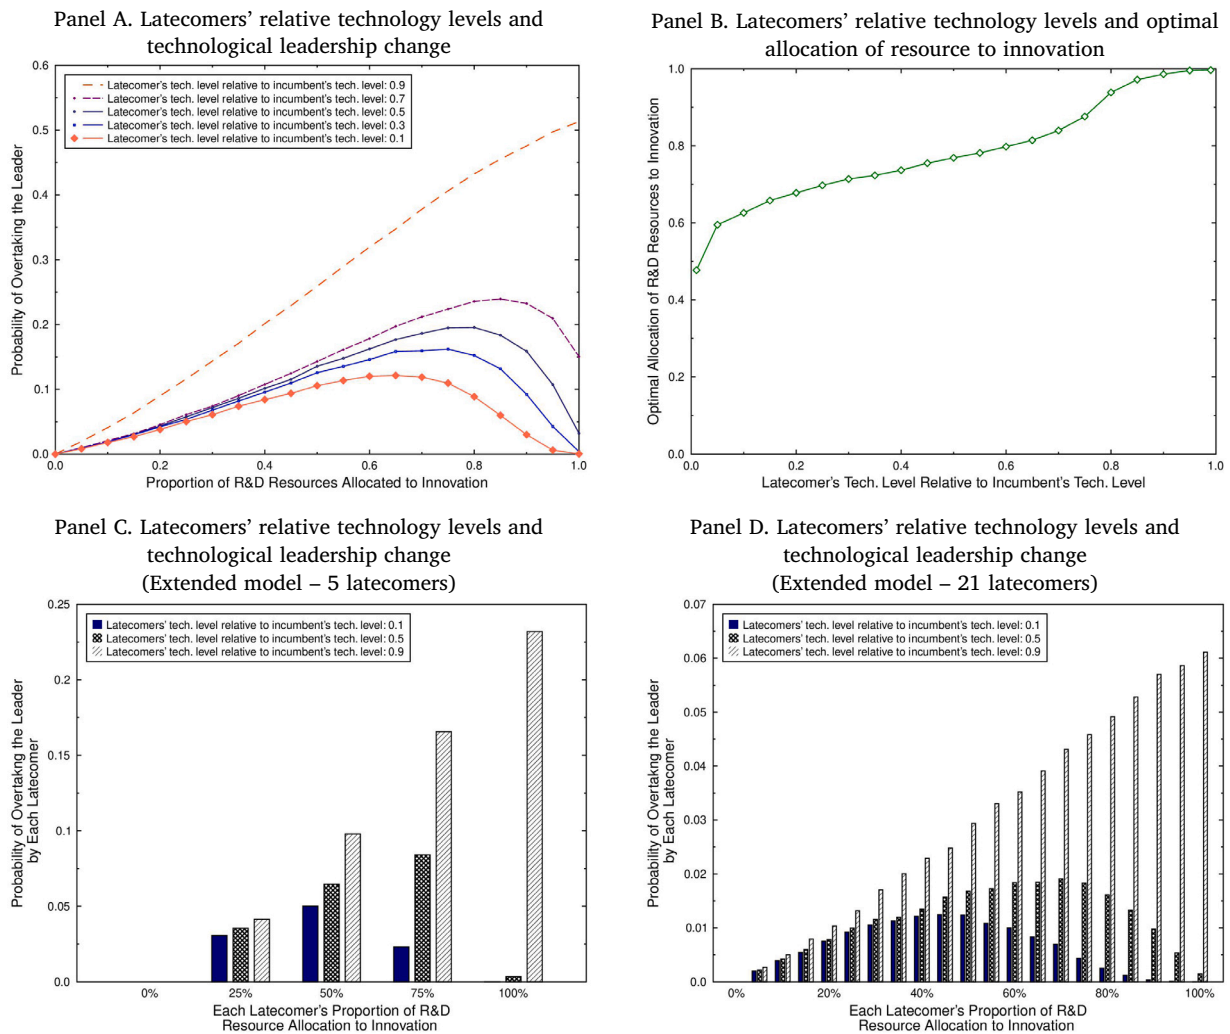 Panel A. Latecomers' relative technology levels and
technological leadership change
0.6
0.5
0.4
0.3
0.2
0.1
0.0
Probability of Overtaking the Leader
Latecomer's tech. level relative to incumbent's tech. level: 0.9
Latecomer's tech. level relative to incumbent's tech. level: 0.7
Latecomer's tech. level relative to incumbent's tech. level: 0.5
Latecomer's tech. level relative to incumbent's tech. level: 0.3
Latecomer's tech. level relative to incumbent's tech. level: 0.1
0.0 0.2 0.4 0.6 0.8 1.0
Proportion of R&D Resources Allocated to Innovation
Panel B. Latecomers' relative technology levels and optimal
allocation of resource to innovation
1.0
0.8
0.6
0.4
0.2
0.0
Optimal Allocation of R&D Resources to Innovation
0.0 0.2 0.4 0.6 0.8 1.0
Latecomer's Tech. Level Relative to Incumbent's Tech. Level
Panel C. Latecomers' relative technology levels and
technological leadership change
(Extended model – 5 latecomers)
0.25
0.2
0.15
0.1
0.05
0.0
Probability of Overtakng the Leader
by Each Latecomer
Latecomers' tech. level relative to incumbent's tech. level: 0.1
Latecomers' tech. level relative to incumbent's tech. level: 0.5
Latecomers' tech. level relative to incumbent's tech. level: 0.9
0% 25% 50% 75% 100%
Each Latecomer's Proportion of R&D
Resource Allocation to Innovation
Panel D. Latecomers' relative technology levels and
technological leadership change
(Extended model – 21 latecomers)
0.07
0.06
0.05
0.04
0.03
0.02
0.01
0.0
Probability of Overtakng the Leader
by Each Latecomer
Latecomers' tech. level relative to incumbent's tech. level: 0.1
Latecomers' tech. level relative to incumbent's tech. level: 0.5
Latecomers' tech. level relative to incumbent's tech. level: 0.9
0% 20% 40% 60% 80% 100%
Each Latecomer's Proportion of R&D
Resource Allocation to Innovation